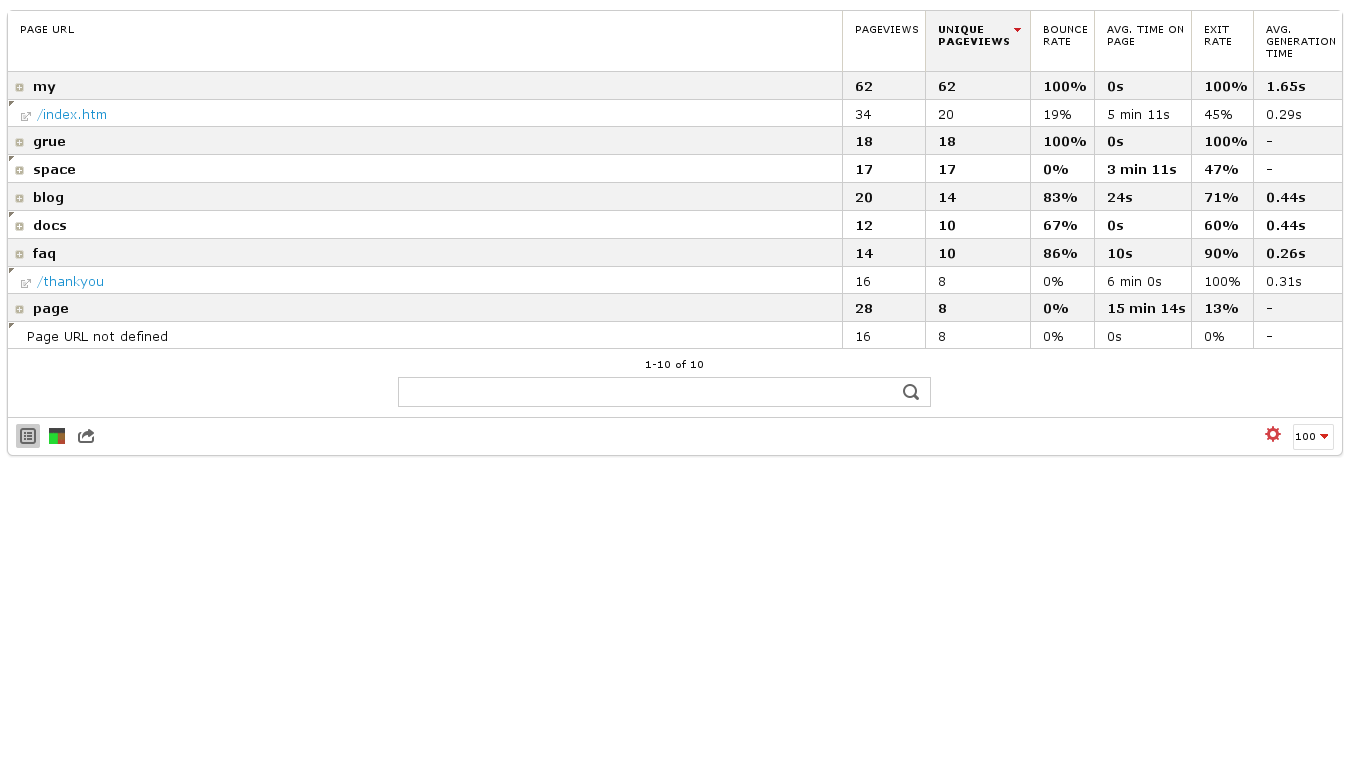 PAGE URL PAGEVIEWS UNIQUE PAGEVIEWS BOUNCE RATE AVG. TIME ON PAGE EXIT RATE AVG. GENERATION TIME
my 62 62 100% 0s 100% 1.65s
/index.htm 34 20 19% 5 min 11s 45% 0.29s
grue 18 18 100% 0s 100% -
space 17 17 0% 3 min 11s 47% -
blog 20 14 83% 24s 71% 0.44s
docs 12 10 67% 0s 60% 0.44s
faq 14 10 86% 10s 90% 0.26s
/thankyou 16 8 0% 6 min 0s 100% 0.31s
page 28 8 0% 15 min 14s 13% -
Page URL not defined 16 8 0% 0s 0% -
1-10 of 10
100